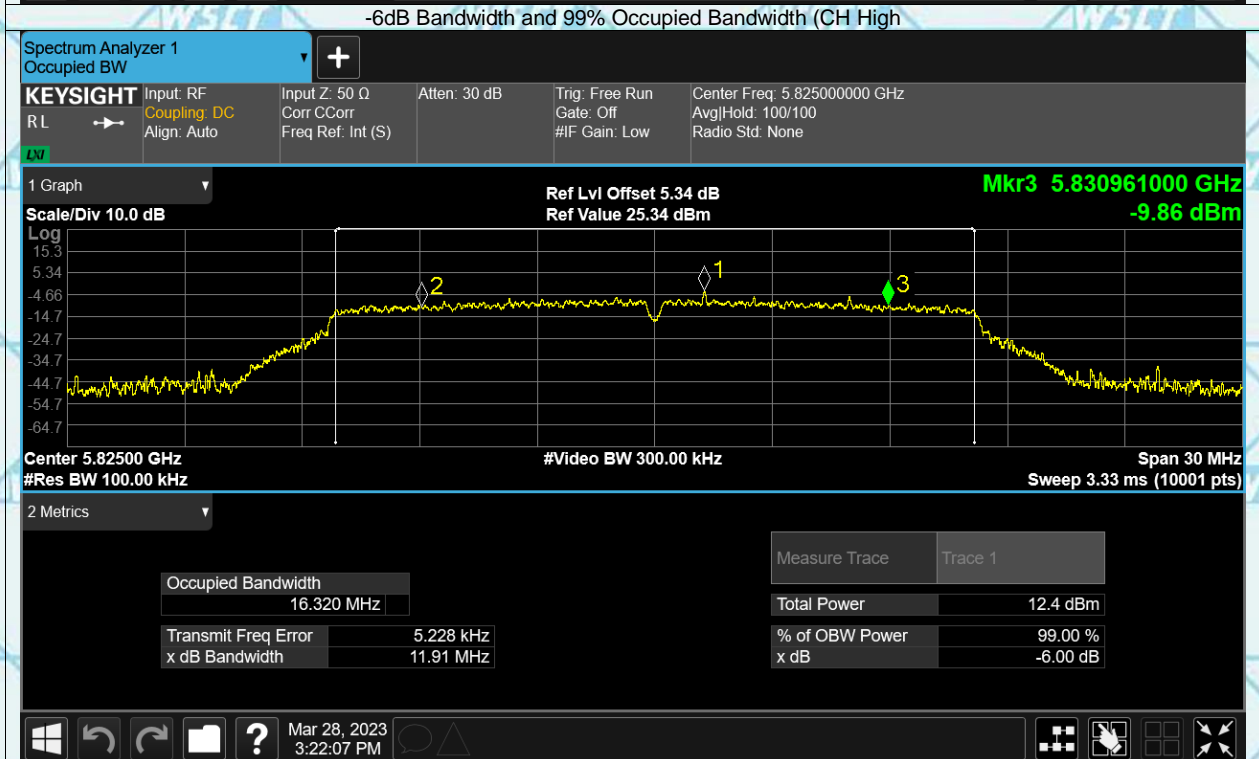 -6dB Bandwidth and 99% Occupied Bandwidth (CH High
Spectrum Analyzer 1
Occupied BW
+
KEYSIGHT
RL
LXI
Input: RF
Coupling: DC
Align: Auto
Input Z: 50 Ω
Corr CCorr
Freq Ref: Int (S)
Atten: 30 dB
Trig: Free Run
Gate: Off
#IF Gain: Low
Center Freq: 5.825000000 GHz
Avg|Hold: 100/100
Radio Std: None
1 Graph
Scale/Div 10.0 dB
Ref Lvl Offset 5.34 dB
Ref Value 25.34 dBm
Mkr3 5.830961000 GHz
-9.86 dBm
Log
15.3
5.34
-4.66
-14.7
-24.7
-34.7
-44.7
-54.7
-64.7
2
1
3
Center 5.82500 GHz
#Res BW 100.00 kHz
#Video BW 300.00 kHz
Span 30 MHz
Sweep 3.33 ms (10001 pts)
2 Metrics
Occupied Bandwidth
16.320 MHz
Transmit Freq Error 5.228 kHz
x dB Bandwidth 11.91 MHz
Measure Trace Trace 1
Total Power 12.4 dBm
% of OBW Power 99.00 %
x dB -6.00 dB
?
Mar 28, 2023
3:22:07 PM